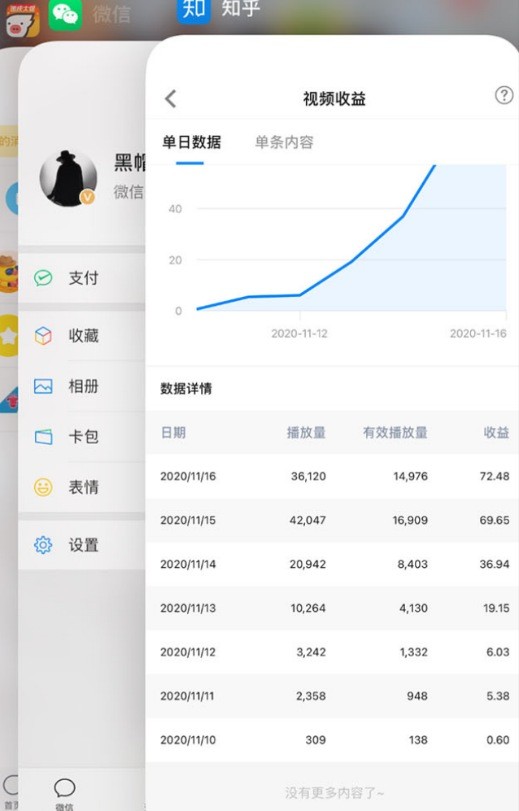 微信
知 知乎
视频收益
单日数据 单条内容
黑帽
微信
40
20
0
2020-11-12 2020-11-16
支付
收藏
相册
卡包
表情
设置
数据详情
日期 播放量 有效播放量 收益
2020/11/16 36,120 14,976 72.48
2020/11/15 42,047 16,909 69.65
2020/11/14 20,942 8,403 36.94
2020/11/13 10,264 4,130 19.15
2020/11/12 3,242 1,332 6.03
2020/11/11 2,358 948 5.38
2020/11/10 309 138 0.60
没有更多内容了~
微信